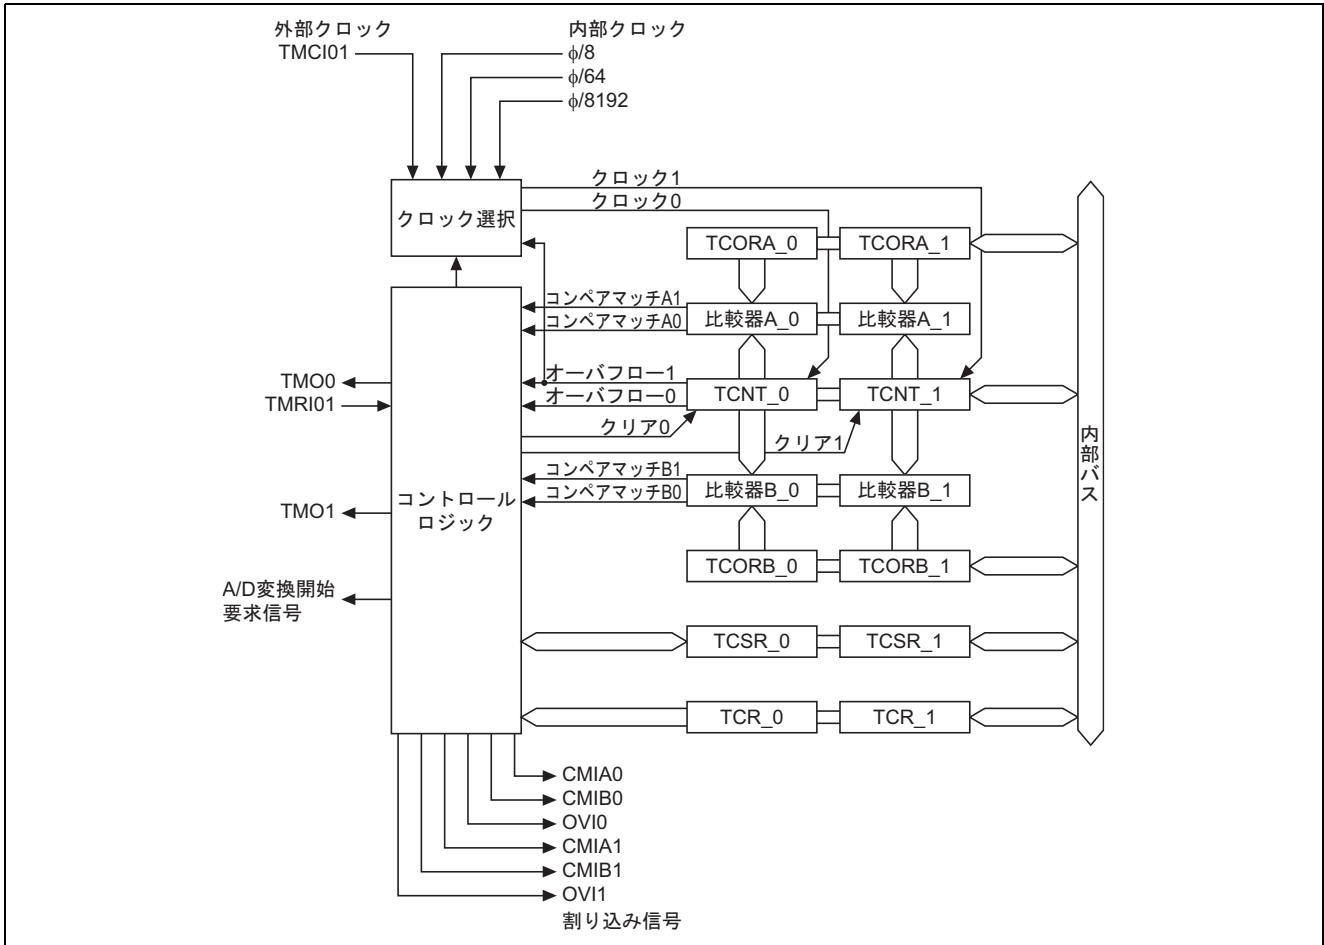 外部クロック
TMCI01
内部クロック
φ/8
φ/64
φ/8192
クロック1
クロック0
クロック選択
TCORA_0
TCORA_1
コンペアマッチA1
コンペアマッチA0
比較器A_0
比較器A_1
TMO0
TMRI01
オーバフロー1
オーバフロー0
TCNT_0
TCNT_1
クリア0
クリア1
コンペアマッチB1
コンペアマッチB0
比較器B_0
比較器B_1
内部バス
コントロール
ロジック
TMO1
TCORB_0
TCORB_1
A/D変換開始
要求信号
TCSR_0
TCSR_1
TCR_0
TCR_1
CMIA0
CMIB0
OVI0
CMIA1
CMIB1
OVI1
割り込み信号